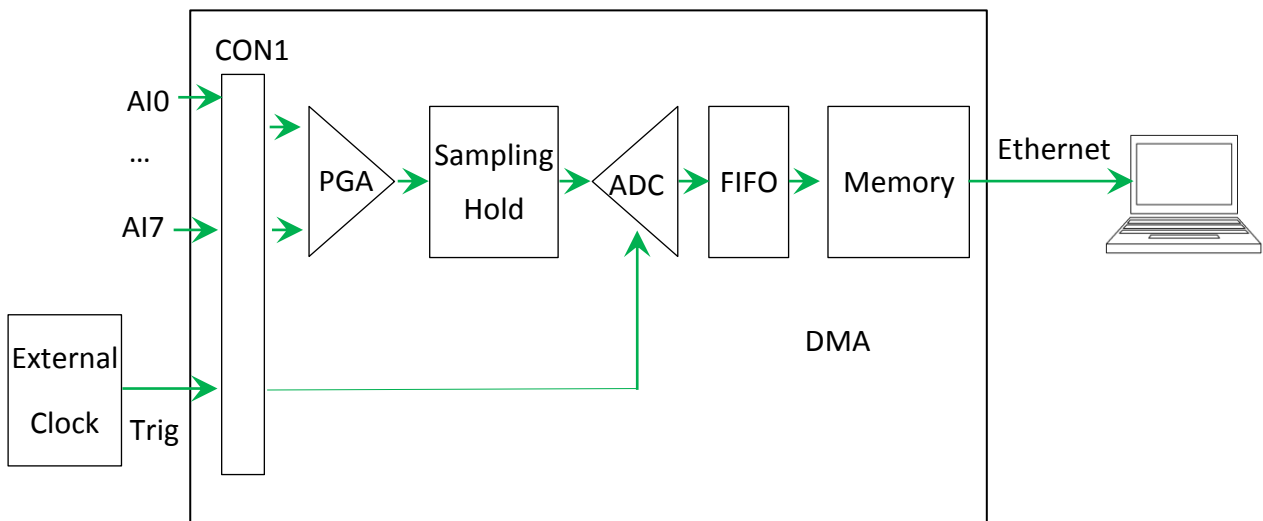 CON1
AI0
...
AI7
PGA
Sampling
Hold
ADC
FIFO
Memory
Ethernet
External
Clock
Trig
DMA